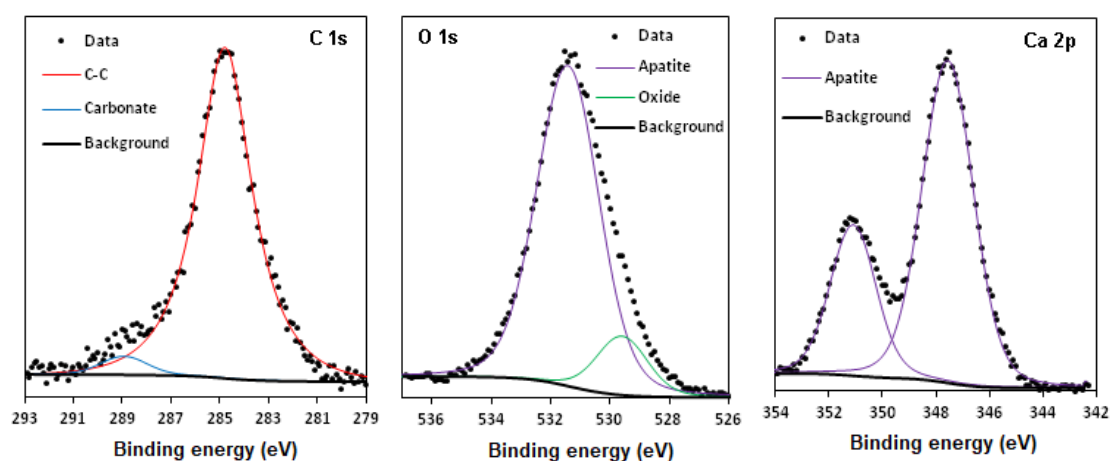 C 1s
Data
C-C
Carbonate
Background
293 291 289 287 285 283 281 279
Binding energy (eV)
O 1s
Data
Apatite
Oxide
Background
536 534 532 530 528 526
Binding energy (eV)
Ca 2p
Data
Apatite
Background
354 352 350 348 346 344 342
Binding energy (eV)